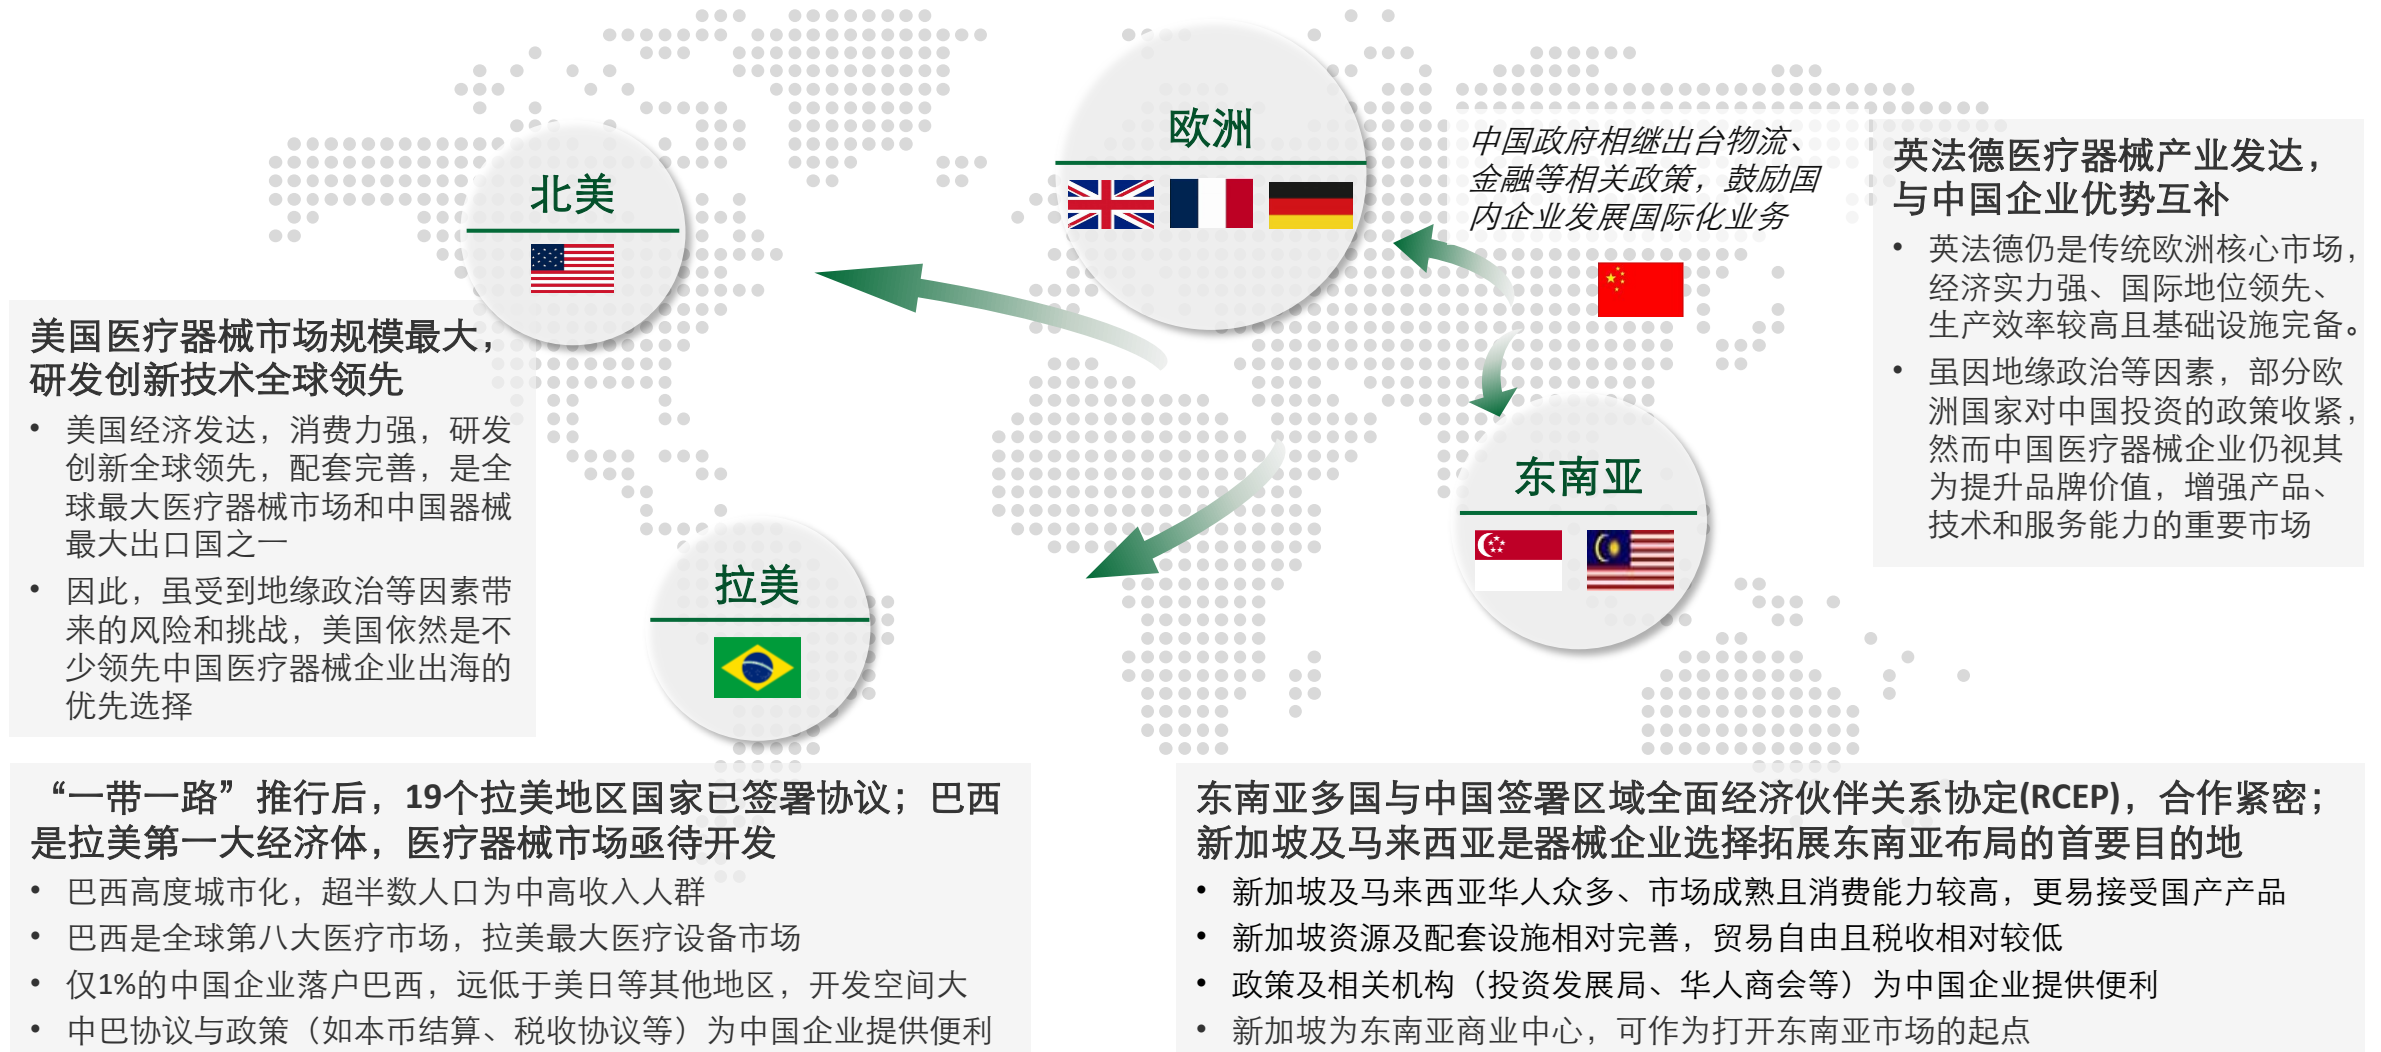 北美
欧洲
中国政府相继出台物流、
金融等相关政策，鼓励国
内企业发展国际化业务
英法德医疗器械产业发达，
与中国企业优势互补
• 英法德仍是传统欧洲核心市场，
经济实力强、国际地位领先、
生产效率较高且基础设施完备。
• 虽因地缘政治等因素，部分欧
洲国家对中国投资的政策收紧，
然而中国医疗器械企业仍视其
为提升品牌价值，增强产品、
技术和服务能力的重要市场
美国医疗器械市场规模最大，
研发创新技术全球领先
• 美国经济发达，消费力强，研发
创新全球领先，配套完善，是全
球最大医疗器械市场和中国器械
最大出口国之一
• 因此，虽受到地缘政治等因素带
来的风险和挑战，美国依然是不
少领先中国医疗器械企业出海的
优先选择
东南亚
拉美
“一带一路”推行后，19个拉美地区国家已签署协议；巴西
是拉美第一大经济体，医疗器械市场亟待开发
• 巴西高度城市化，超半数人口为中高收入人群
• 巴西是全球第八大医疗市场，拉美最大医疗设备市场
• 仅1%的中国企业落户巴西，远低于美日等其他地区，开发空间大
• 中巴协议与政策（如本币结算、税收协议等）为中国企业提供便利
东南亚多国与中国签署区域全面经济伙伴关系协定(RCEP)，合作紧密；
新加坡及马来西亚是器械企业选择拓展东南亚布局的首要目的地
• 新加坡及马来西亚华人众多、市场成熟且消费能力较高，更易接受国产产品
• 新加坡资源及配套设施相对完善，贸易自由且税收相对较低
• 政策及相关机构（投资发展局、华人商会等）为中国企业提供便利
• 新加坡为东南亚商业中心，可作为打开东南亚市场的起点